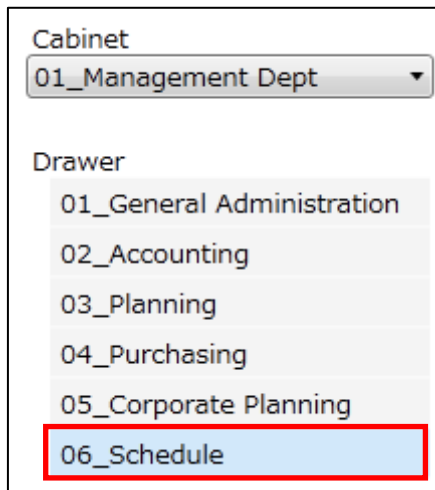 Cabinet
01_Management Dept
Drawer
01_General Administration
02_Accounting
03_Planning
04_Purchasing
05_Corporate Planning
06_Schedule